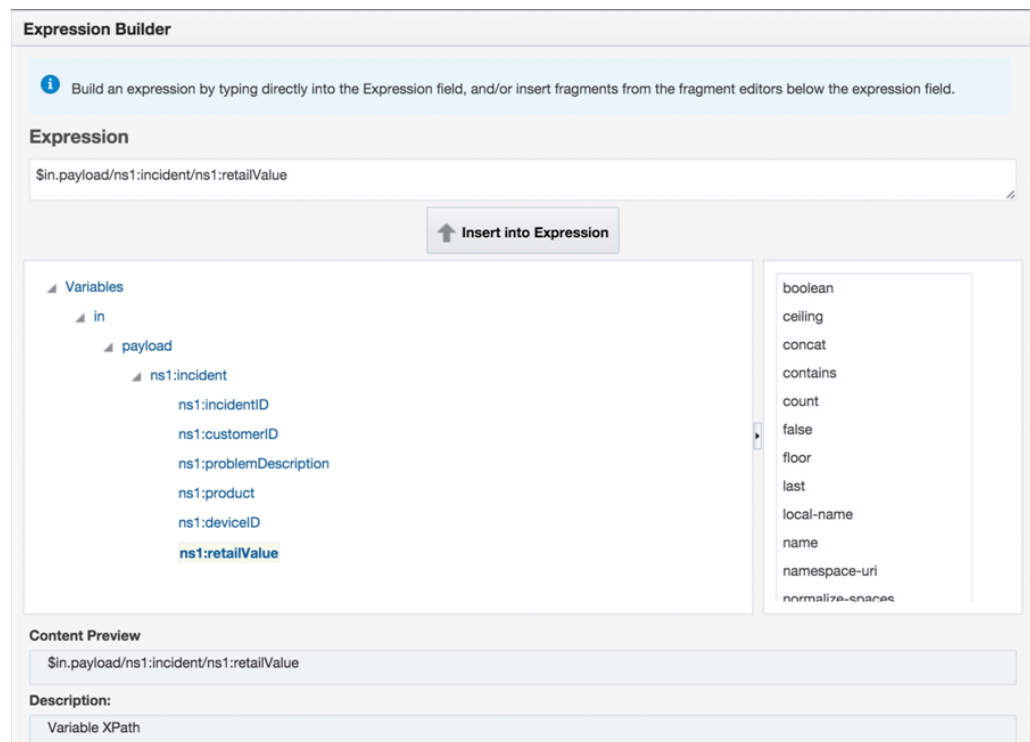 Expression Builder
Build an expression by typing directly into the Expression field, and/or insert fragments from the fragment editors below the expression field.
Expression
$in.payload/ns1:incident/ns1:retailValue
Insert into Expression
Variables
in
payload
ns1:incident
ns1:incidentID
ns1:customerID
ns1:problemDescription
ns1:product
ns1:deviceID
ns1:retailValue
boolean
ceiling
concat
contains
count
false
floor
last
local-name
name
namespace-uri
normalize-spaces
Content Preview
$in.payload/ns1:incident/ns1:retailValue
Description:
Variable XPath